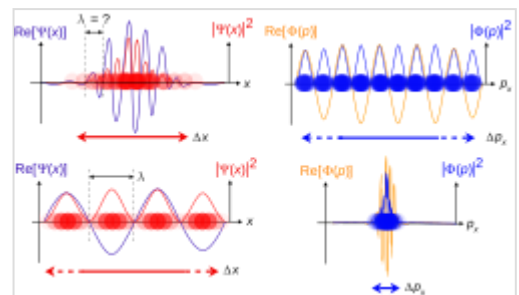 λ = ?
Re[Ψ(x)]
|Ψ(x)|²
x
Δx
Re[Φ(p)]
|Φ(p)|²
pₓ
Δpₓ
Re[Ψ(x)]
λ
|Ψ(x)|²
x
Δx
Re[Φ(p)]
|Φ(p)|²
pₓ
Δpₓ